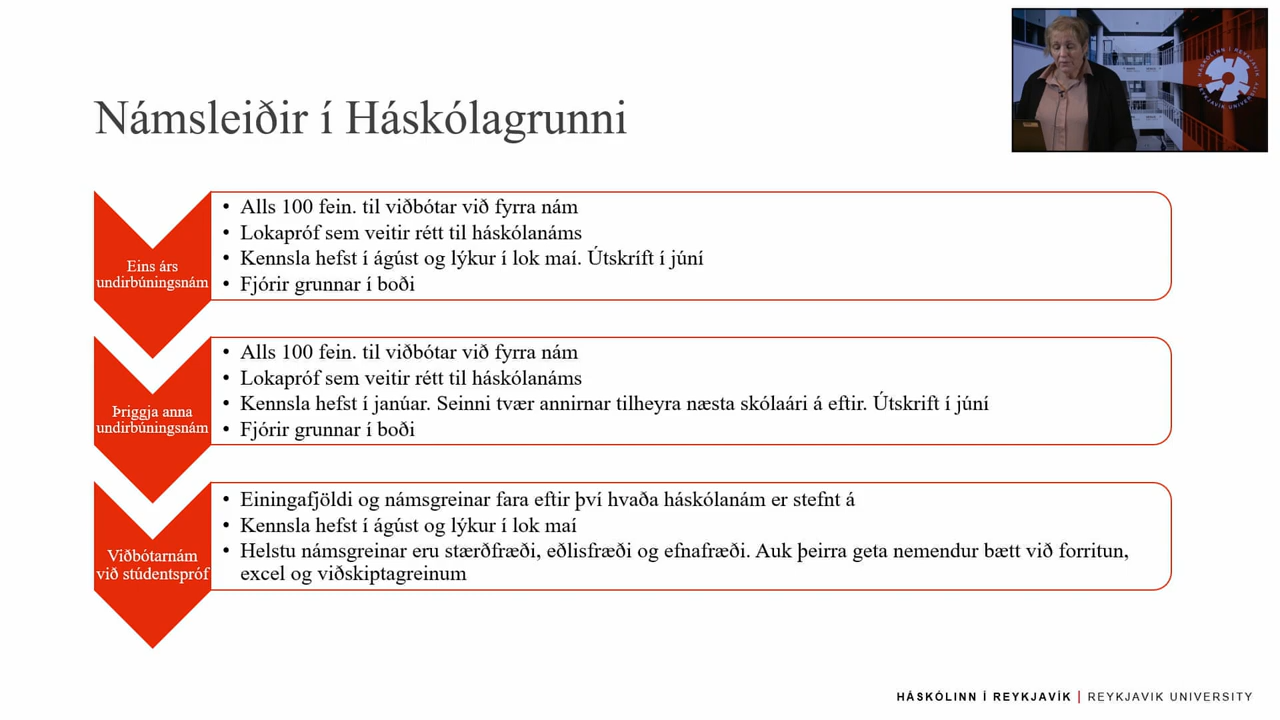 HÁSKÓLINN Í REYKJAVÍK
REYKJAVIK UNIVERSITY
Námsleiðir í Háskólagrunni
Eins árs
undirbúningsnám
• Alls 100 fein. til viðbótar við fyrra nám
• Lokapróf sem veitir rétt til háskólanáms
• Kennsla hefst í ágúst og lýkur í lok maí. Útskríft í júní
• Fjórir grunnar í boði
Þriggja anna
undirbúningsnám
• Alls 100 fein. til viðbótar við fyrra nám
• Lokapróf sem veitir rétt til háskólanáms
• Kennsla hefst í janúar. Seinni tvær annirnar tilheyra næsta skólaári á eftir. Útskrift í júní
• Fjórir grunnar í boði
Viðbótarnám
við stúdentspróf
• Einingafjöldi og námsgreinar fara eftir því hvaða háskólanám er stefnt á
• Kennsla hefst í ágúst og lýkur í lok maí
• Helstu námsgreinar eru stærðfræði, eðlisfræði og efnafræði. Auk þeirra geta nemendur bætt við forritun,
excel og viðskiptagreinum
HÁSKÓLINN Í REYKJAVÍK | REYKJAVIK UNIVERSITY